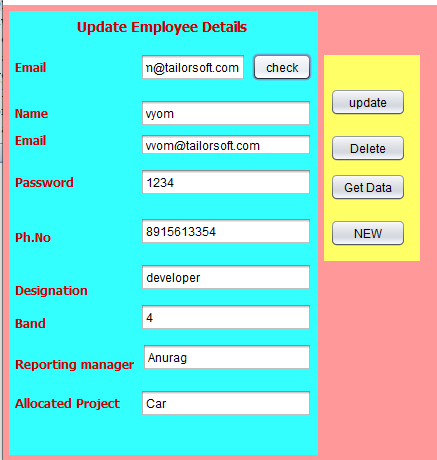 Update Employee Details
Email n@tailorsoft.com check
Name vyom
Email vyom@tailorsoft.com
Password 1234
Ph.No 8915613354
Designation developer
Band 4
Reporting manager Anurag
Allocated Project Car
update
Delete
Get Data
NEW